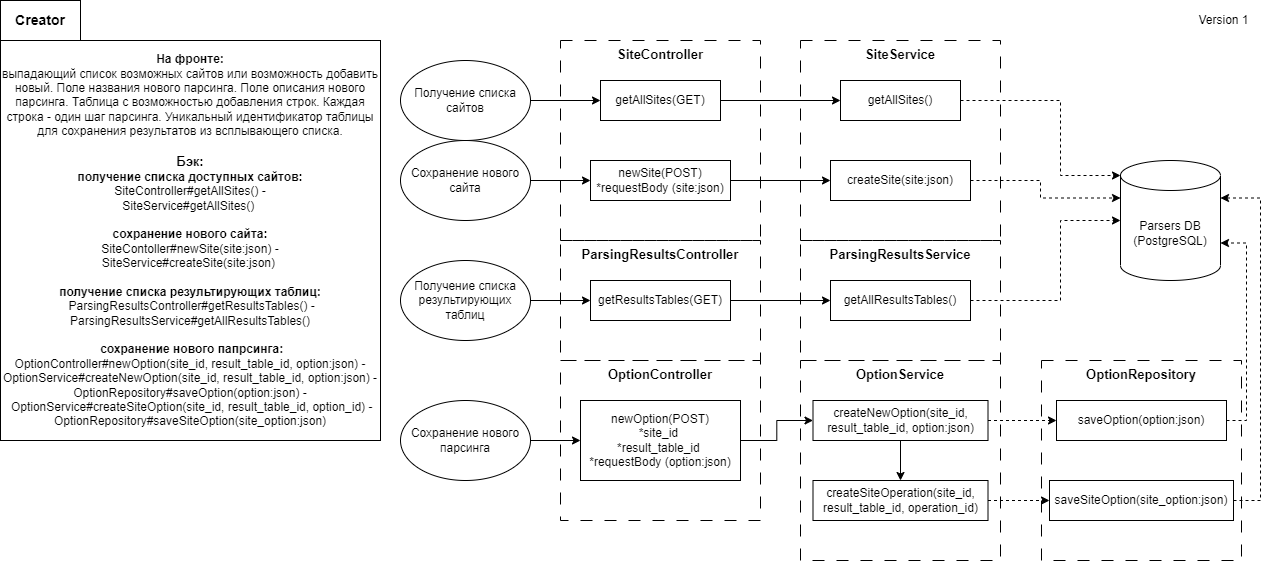 Creator
Version 1
На фронте:
выпадающий список возможных сайтов или возможность добавить
новый. Поле названия нового парсинга. Поле описания нового
парсинга. Таблица с возможностью добавления строк. Каждая
строка - один шаг парсинга. Уникальный идентификатор таблицы
для сохранения результатов из всплывающего списка.
Бэк:
получение списка доступных сайтов:
SiteController#getAllSites() -
SiteService#getAllSites()
сохранение нового сайта:
SiteContoller#newSite(site:json) -
SiteService#createSite(site:json)
получение списка результирующих таблиц:
ParsingResultsController#getResultsTables() -
ParsingResultsService#getAllResultsTables()
сохранение нового папрсинга:
OptionController#newOption(site_id, result_table_id, option:json) -
OptionService#createNewOption(site_id, result_table_id, option:json) -
OptionRepository#saveOption(option:json) -
OptionService#createSiteOption(site_id, result_table_id, option_id) -
OptionRepository#saveSiteOption(site_option:json)
SiteController
SiteService
Получение списка
сайтов
getAllSites(GET)
getAllSites()
Сохранение нового
сайта
newSite(POST)
*requestBody (site:json)
createSite(site:json)
Parsers DB
(PostgreSQL)
ParsingResultsController
ParsingResultsService
Получение списка
результирующих
таблиц
getResultsTables(GET)
getAllResultsTables()
OptionController
OptionService
OptionRepository
Сохранение нового
парсинга
newOption(POST)
*site_id
*result_table_id
*requestBody (option:json)
createNewOption(site_id,
result_table_id, option:json)
saveOption(option:json)
createSiteOperation(site_id,
result_table_id, operation_id)
saveSiteOption(site_option:json)